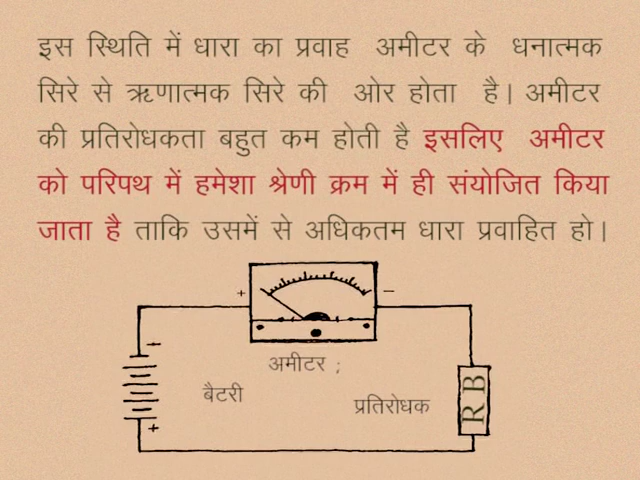 इस स्थिति में धारा का प्रवाह अमीटर के धनात्मक
सिरे से ऋणात्मक सिरे की ओर होता है। अमीटर
की प्रतिरोधकता बहुत कम होती है इसलिए अमीटर
को परिपथ में हमेशा श्रेणी क्रम में ही संयोजित किया
जाता है ताकि उसमें से अधिकतम धारा प्रवाहित हो।
+ −
+
अमीटर ;
बैटरी
R B
प्रतिरोधक
+